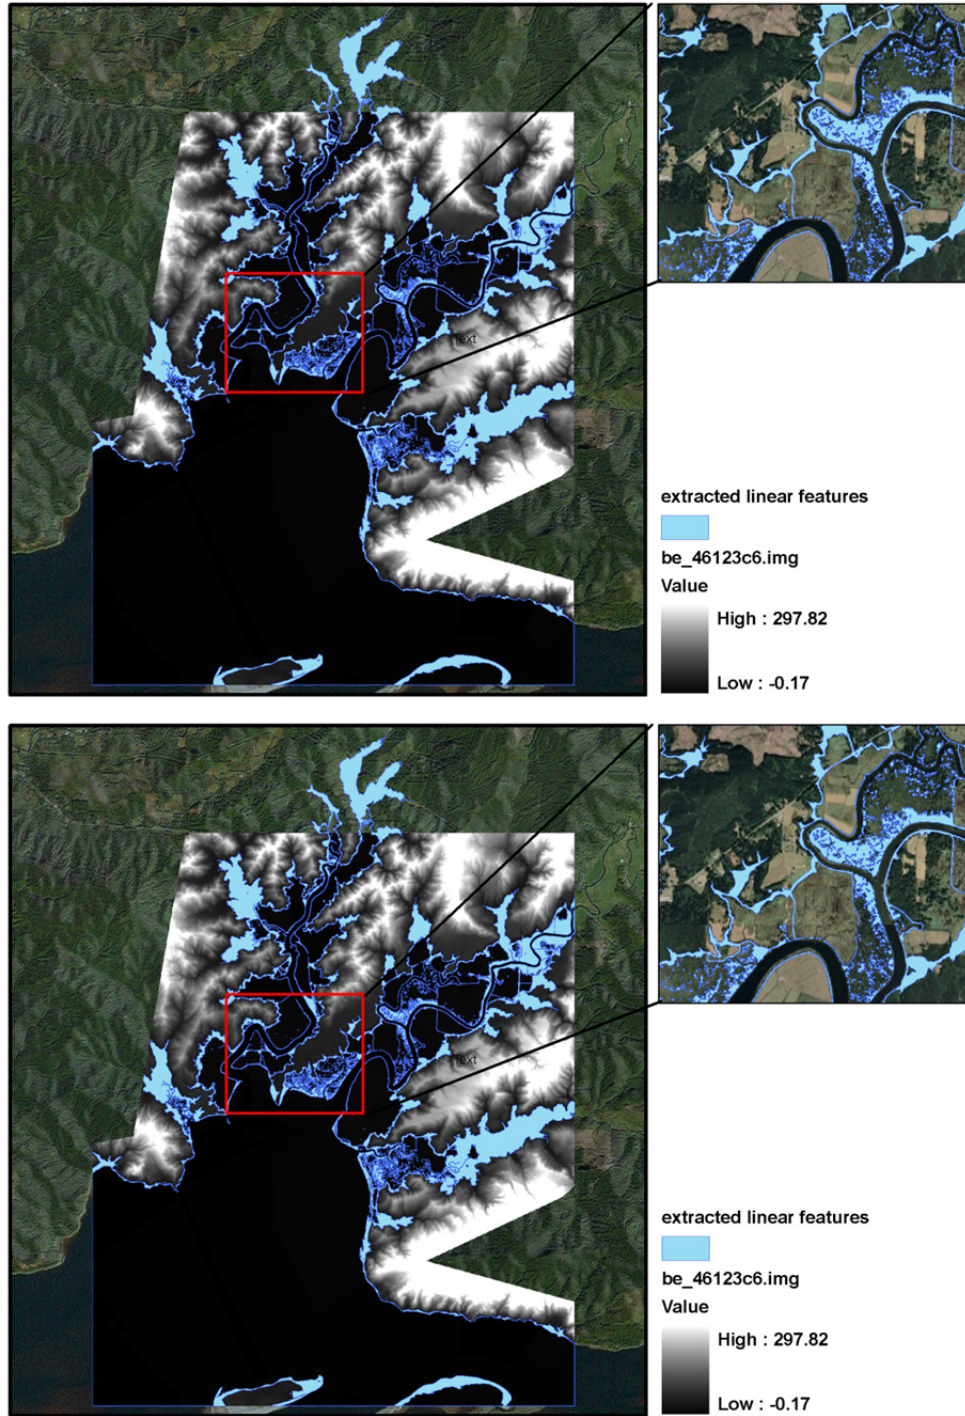 Text
extracted linear features
be_46123c6.img
Value
High : 297.82
Low : -0.17
Text
extracted linear features
be_46123c6.img
Value
High : 297.82
Low : -0.17